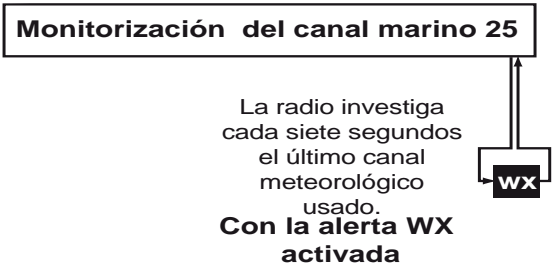 Monitorización del canal marino 25
La radio investiga
cada siete segundos
el último canal
meteorológico
usado.
WX
Con la alerta WX
activada